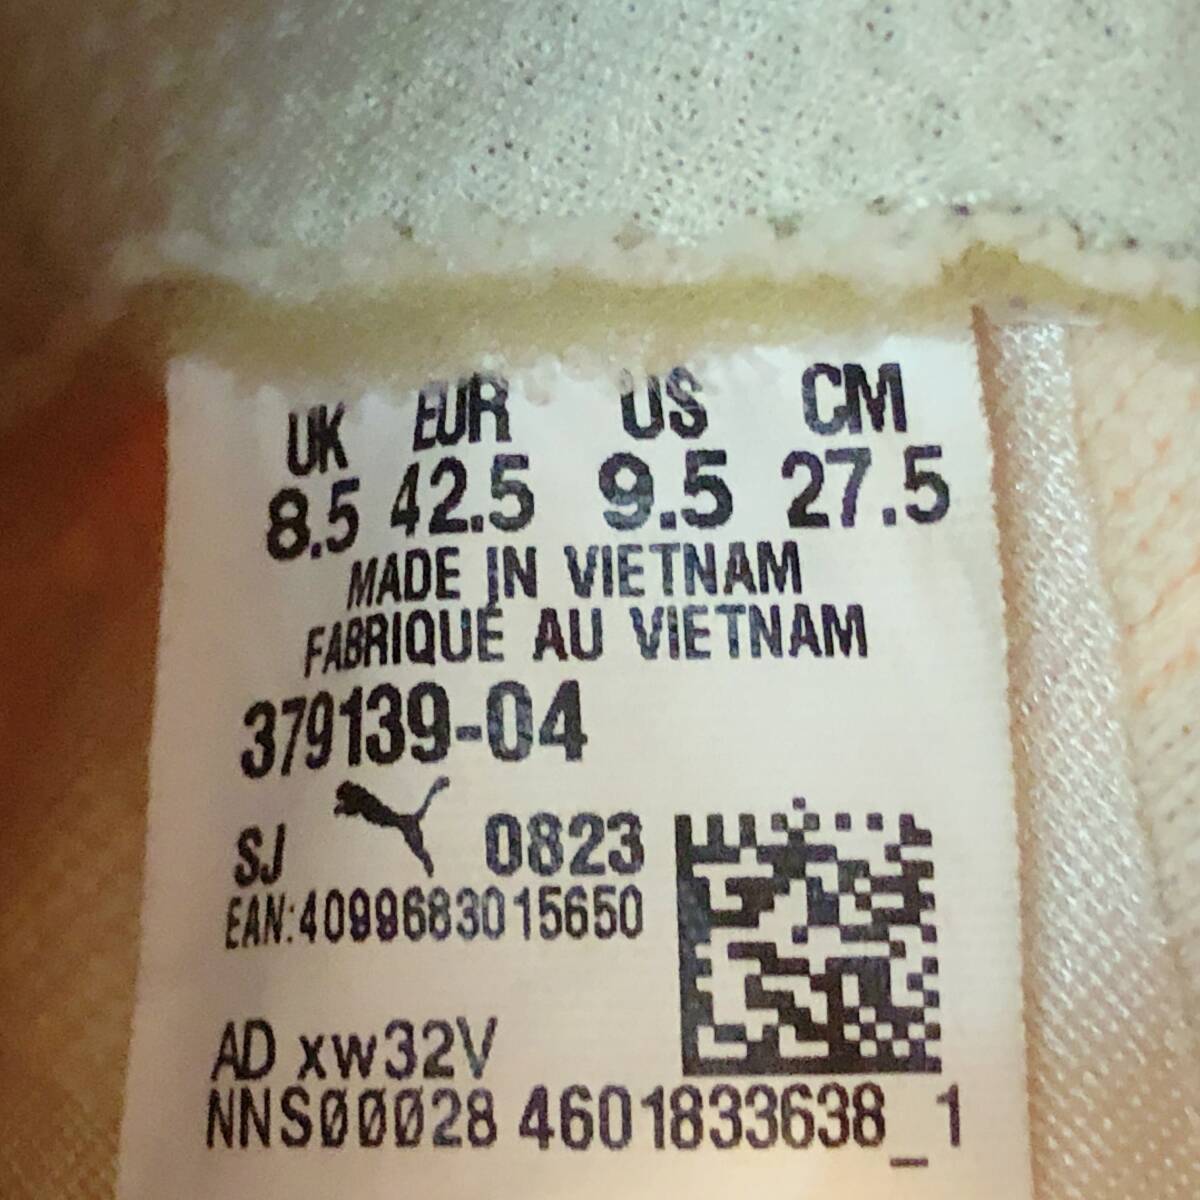 UK EUR US CM
8.5 42.5 9.5 27.5
MADE IN VIETNAM
FABRIQUÉ AU VIETNAM
379139-04
SJ 0823
EAN:4099683015650
AD xw32V
NNSØØØ28 4601833638_1